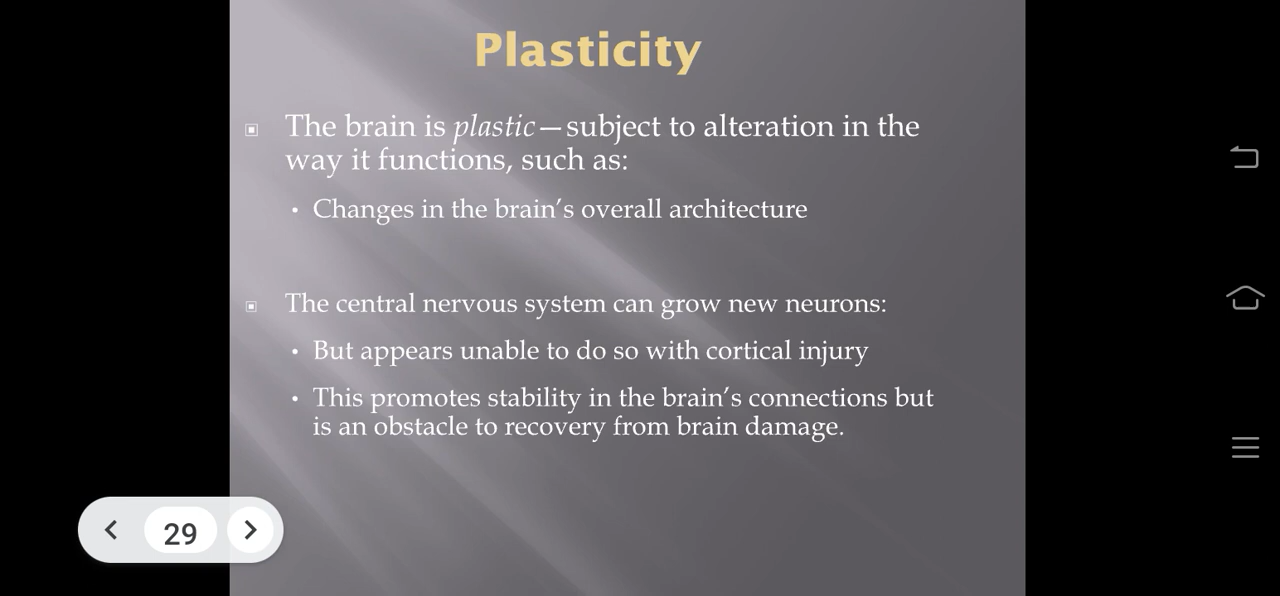 Plasticity
The brain is plastic—subject to alteration in the
way it functions, such as:
• Changes in the brain’s overall architecture
The central nervous system can grow new neurons:
• But appears unable to do so with cortical injury
• This promotes stability in the brain’s connections but
is an obstacle to recovery from brain damage.
29